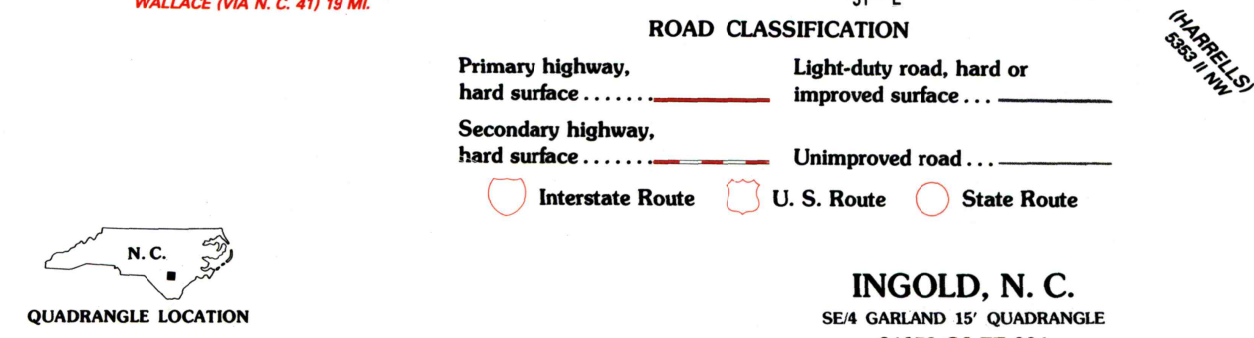 WALLACE (VIA N. C. 41) 19 MI.
ROAD CLASSIFICATION
(HARRELLS)
5353 II NW
Primary highway,
hard surface.......
Light-duty road, hard or
improved surface...
Secondary highway,
hard surface.......
Unimproved road...
Interstate Route
U. S. Route
State Route
N. C.
QUADRANGLE LOCATION
INGOLD, N. C.
SE/4 GARLAND 15′ QUADRANGLE